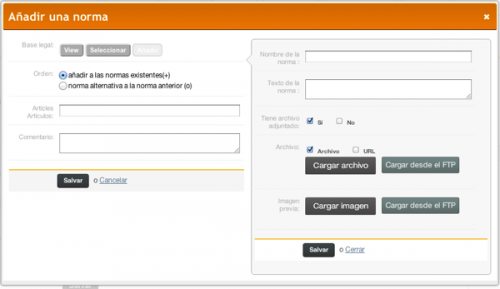 Añadir una norma
Base legal: View Seleccionar Añadir
Orden: añadir a las normas existentes(+)
norma alternativa a la norma anterior (o)
Articles
Artículos:
Comentario:
Salvar o Cancelar
Nombre de la
norma :
Texto de la
norma :
Tiene archivo
adjuntado: Sí No
Archivo: Archivo URL
Cargar archivo Cargar desde el FTP
Imagen
previa: Cargar imagen Cargar desde el FTP
Salvar o Cerrar